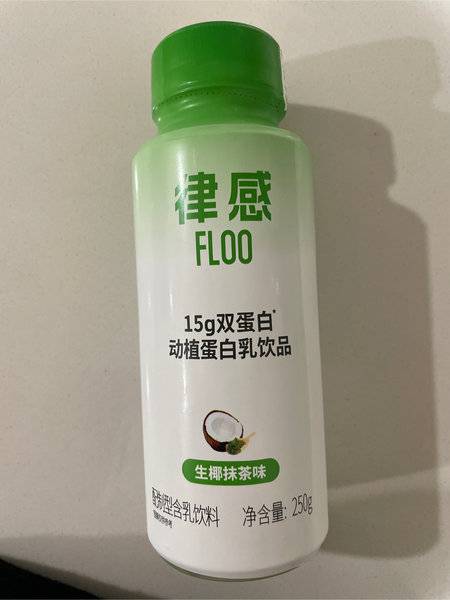 律感
FLOO
15g双蛋白*
动植蛋白乳饮品
生椰抹茶味
配制型含乳饮料 净含量: 250g